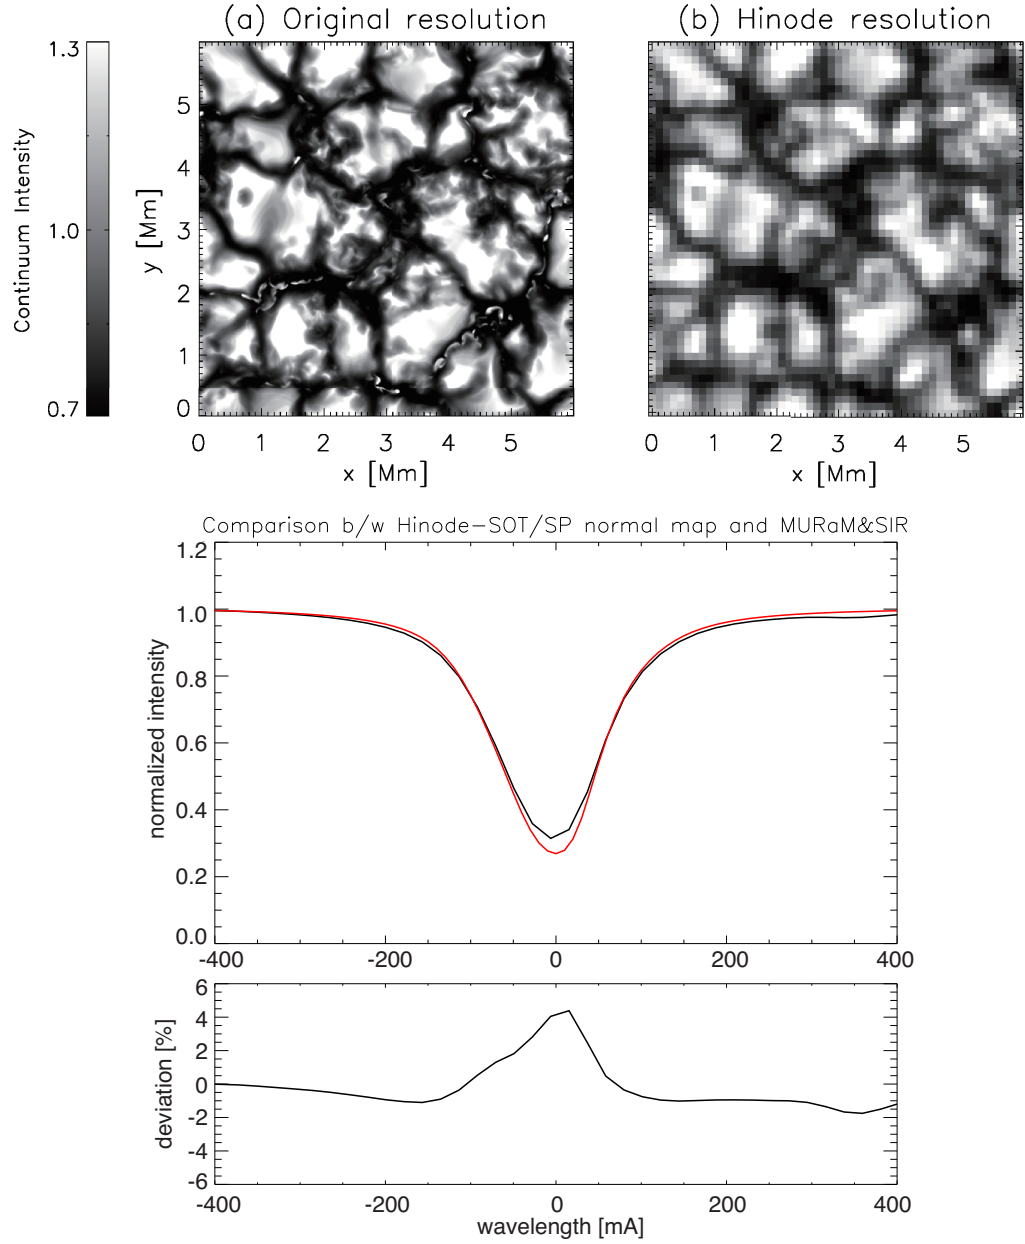 (a) Original resolution
(b) Hinode resolution
1.3
1.0
0.7
Continuum Intensity
5
4
3
2
1
0
y [Mm]
0 1 2 3 4 5
x [Mm]
0 1 2 3 4 5
x [Mm]
Comparison b/w Hinode-SOT/SP normal map and MURaM&SIR
1.2
1.0
0.8
0.6
0.4
0.2
0.0
normalized intensity
-400 -200 0 200 400
6
4
2
0
-2
-4
-6
deviation [%]
-400 -200 0 200 400
wavelength [mA]